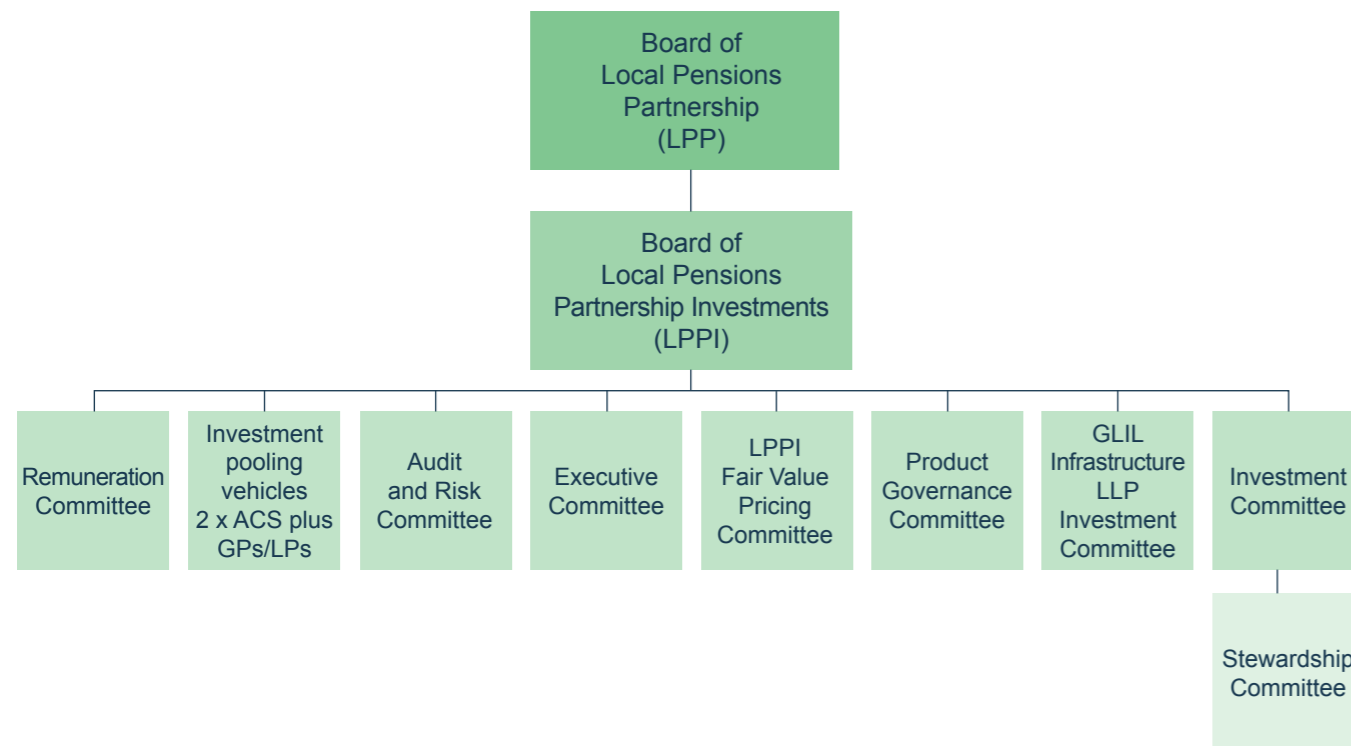 Board of
Local Pensions
Partnership
(LPP)
Board of
Local Pensions
Partnership Investments
(LPPI)
Remuneration
Committee
Investment
pooling
vehicles
2 x ACS plus
GPs/LPs
Audit
and Risk
Committee
Executive
Committee
LPPI
Fair Value
Pricing
Committee
Product
Governance
Committee
GLIL
Infrastructure
LLP
Investment
Committee
Investment
Committee
Stewardship
Committee